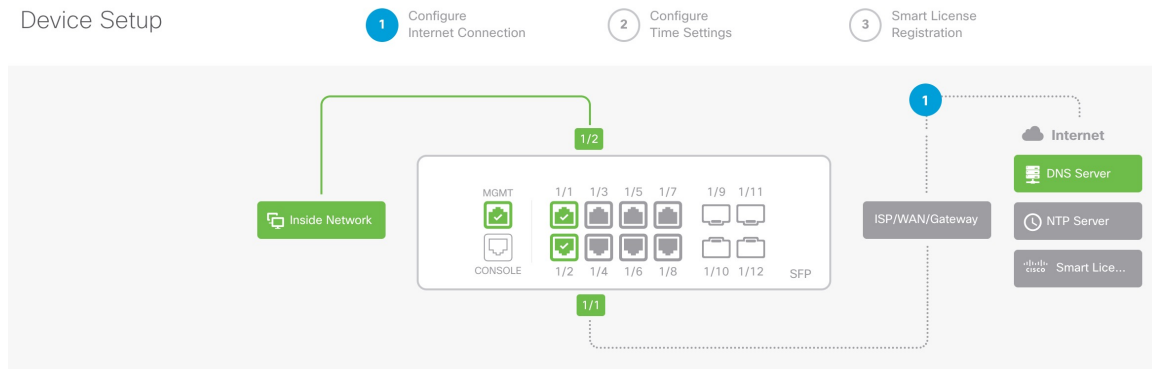 Device Setup
1 Configure Internet Connection
2 Configure Time Settings
3 Smart License Registration
1
1/2
Internet
MGMT 1/1 1/3 1/5 1/7 1/9 1/11
DNS Server
Inside Network
ISP/WAN/Gateway
NTP Server
CONSOLE 1/2 1/4 1/6 1/8 1/10 1/12 SFP
cisco Smart Lice...
1/1